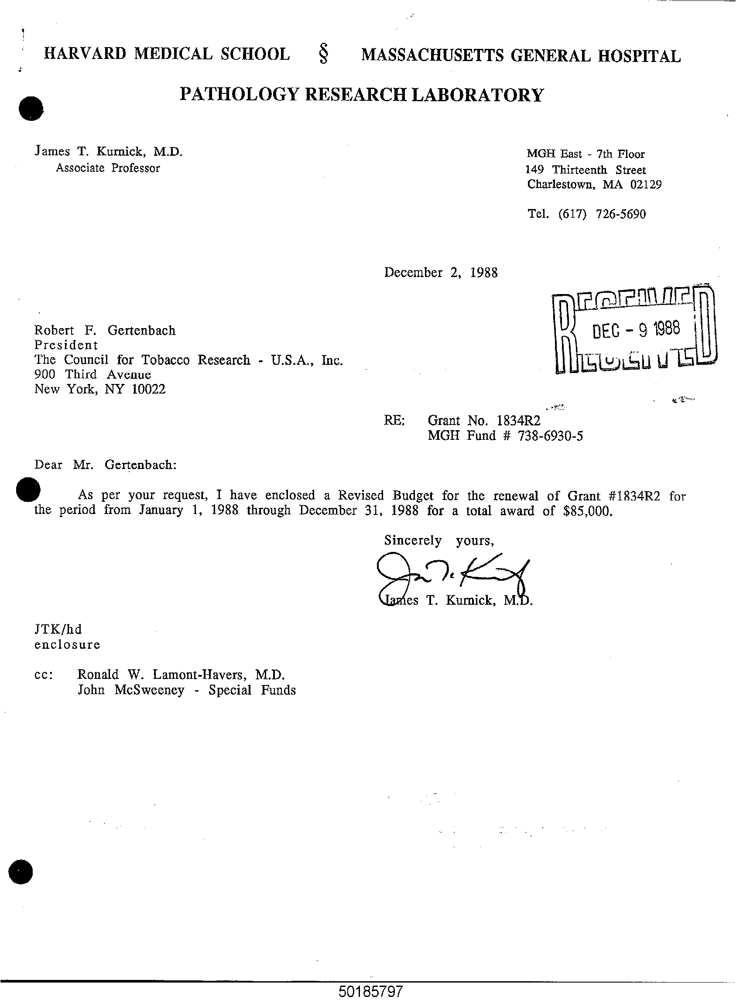 HARVARD MEDICAL SCHOOL § MASSACHUSETTS GENERAL HOSPITAL
PATHOLOGY RESEARCH LABORATORY
James T. Kurnick, M.D.
Associate Professor
MGH East - 7th Floor
149 Thirteenth Street
Charlestown, MA 02129
Tel. (617) 726-5690
December 2, 1988
RECEIVED
DEC - 9 1988
Robert F. Gertenbach
President
The Council for Tobacco Research - U.S.A., Inc.
900 Third Avenue
New York, NY 10022
RE: Grant No. 1834R2
MGH Fund # 738-6930-5
Dear Mr. Gertenbach:
As per your request, I have enclosed a Revised Budget for the renewal of Grant #1834R2 for
the period from January 1, 1988 through December 31, 1988 for a total award of $85,000.
Sincerely yours,
James T. Kurnick, M.D.
JTK/hd
enclosure
cc: Ronald W. Lamont-Havers, M.D.
John McSweeney - Special Funds
50185797